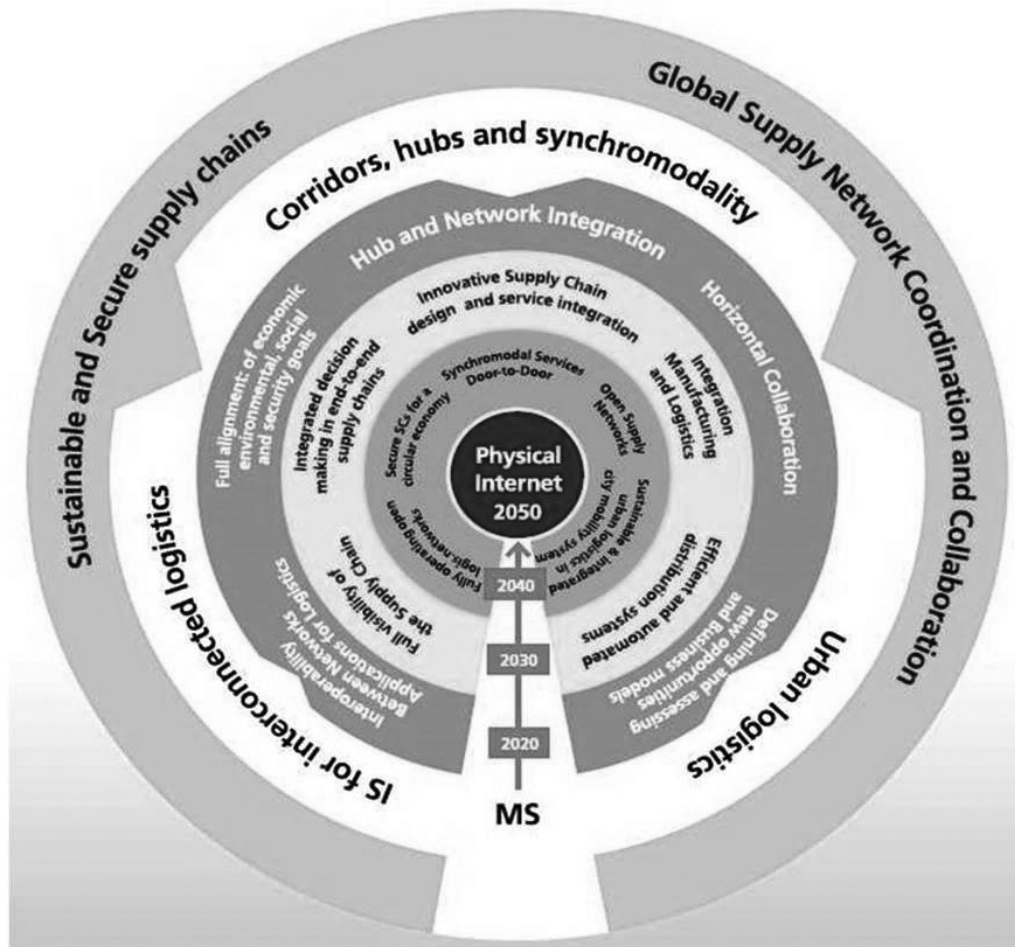 Sustainable and Secure supply chains
Global Supply Network Coordination and Collaboration
Corridors, hubs and synchromodality
IS for interconnected logistics
Urban logistics
Full alignment: of economic
environmental, social
and security goals
Hub and Network Integration
Horizontal Collaboration
Interoperability
Between Networks
Applications for Logistics
Defining and assessing
new opportunities
and Business models
Integrated decision
making in end-to-end
supply chains
Innovative Supply Chain
design and service integration
Integration
Manufacturing
and Logistics
Full visibility of
the Supply Chain
Efficient and automated
distribution systems
Secure SCs for a
circular economy
Synchromodal Services
Door-to-Door
Open Supply
Networks
Fully operating open
logis.networks
Sustainable & integrated
urban logistics in
city mobility system
Physical
Internet
2050
2040
2030
2020
MS